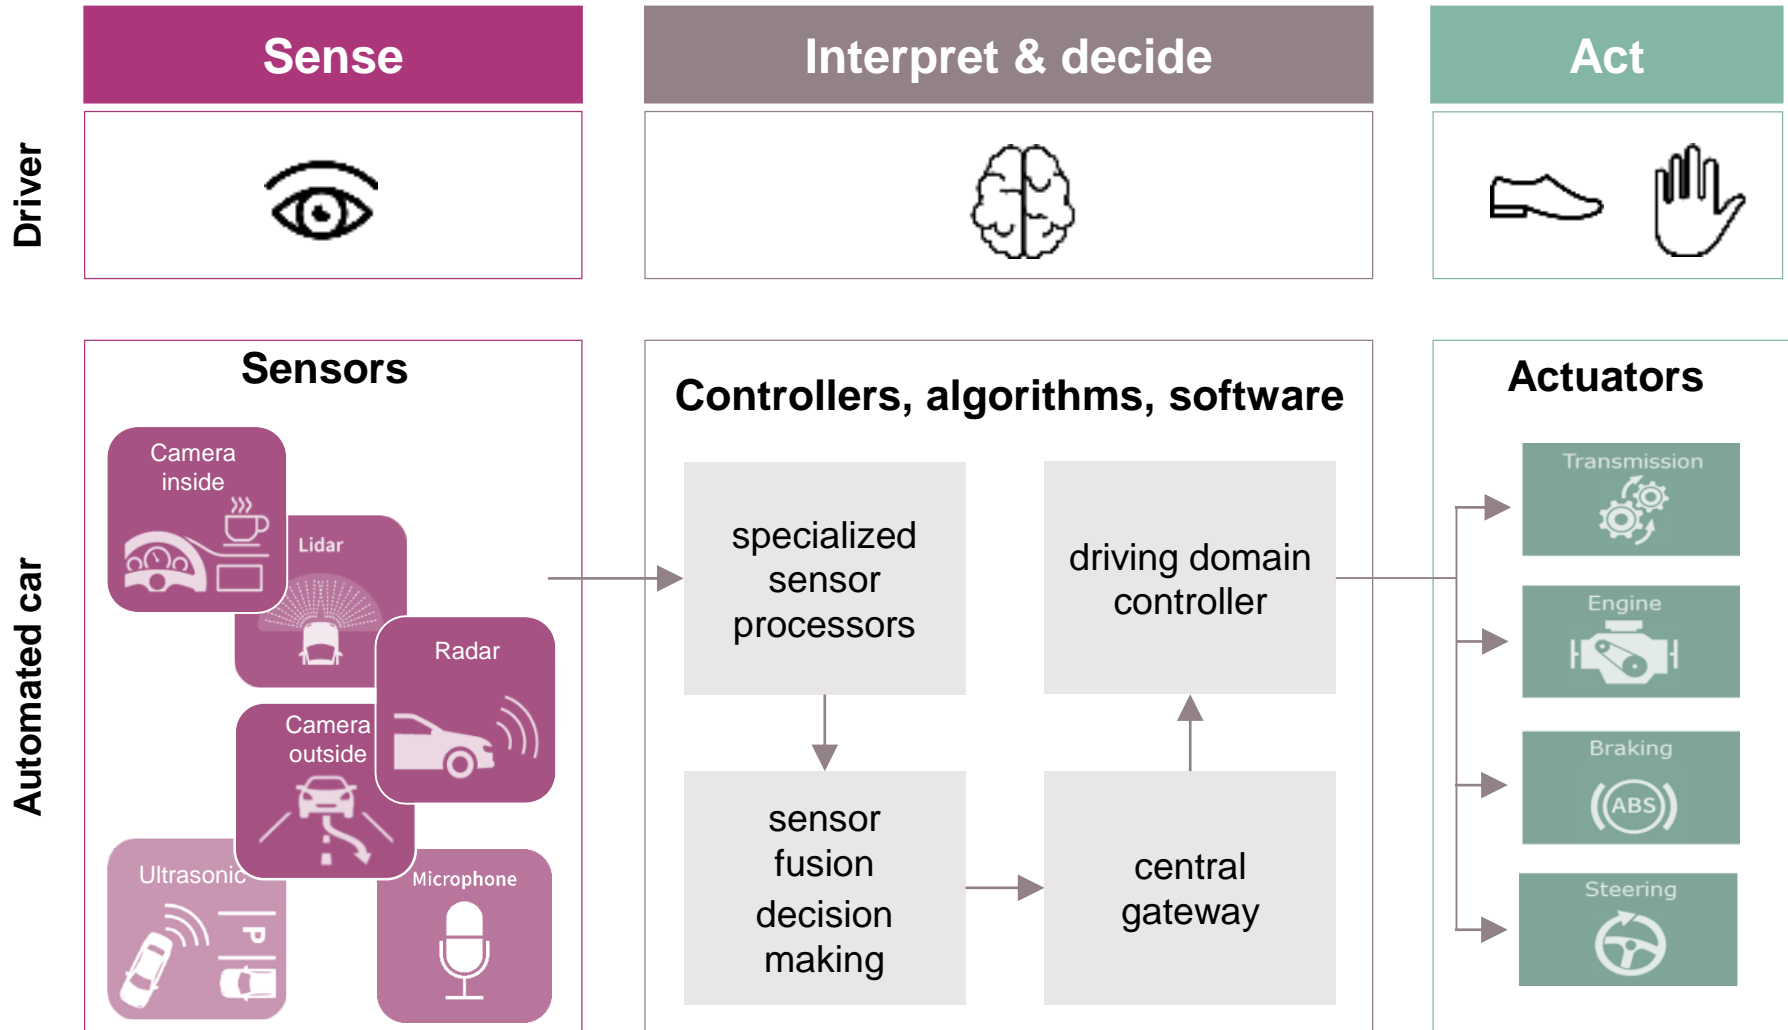 Sense
Interpret & decide
Act
Driver
Automated car
Sensors
Camera
inside
Lidar
Radar
Camera
outside
Ultrasonic
P
Microphone
Controllers, algorithms, software
specialized
sensor
processors
driving domain
controller
sensor
fusion
decision
making
central
gateway
Actuators
Transmission
Engine
Braking
ABS
Steering